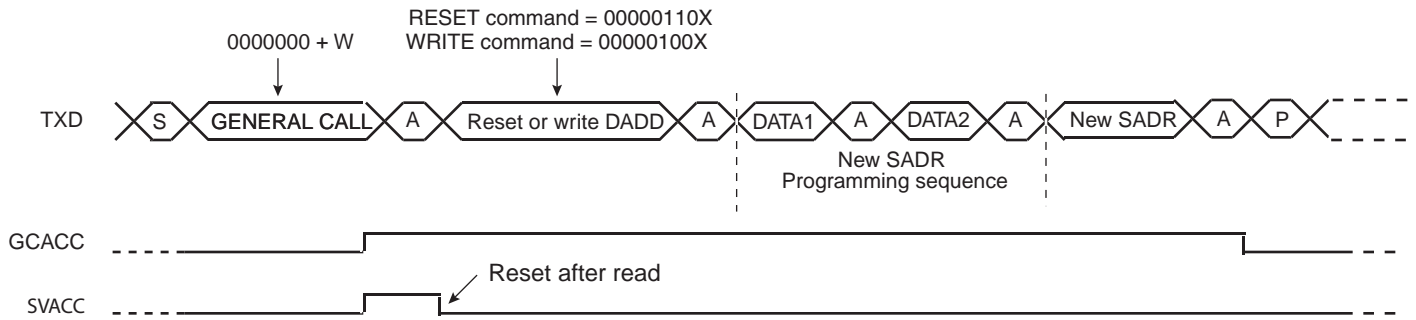 RESET command = 00000110X
0000000 + W WRITE command = 00000100X
TXD S GENERAL CALL A Reset or write DADD A DATA1 A DATA2 A New SADR A P
New SADR
Programming sequence
GCACC
Reset after read
SVACC